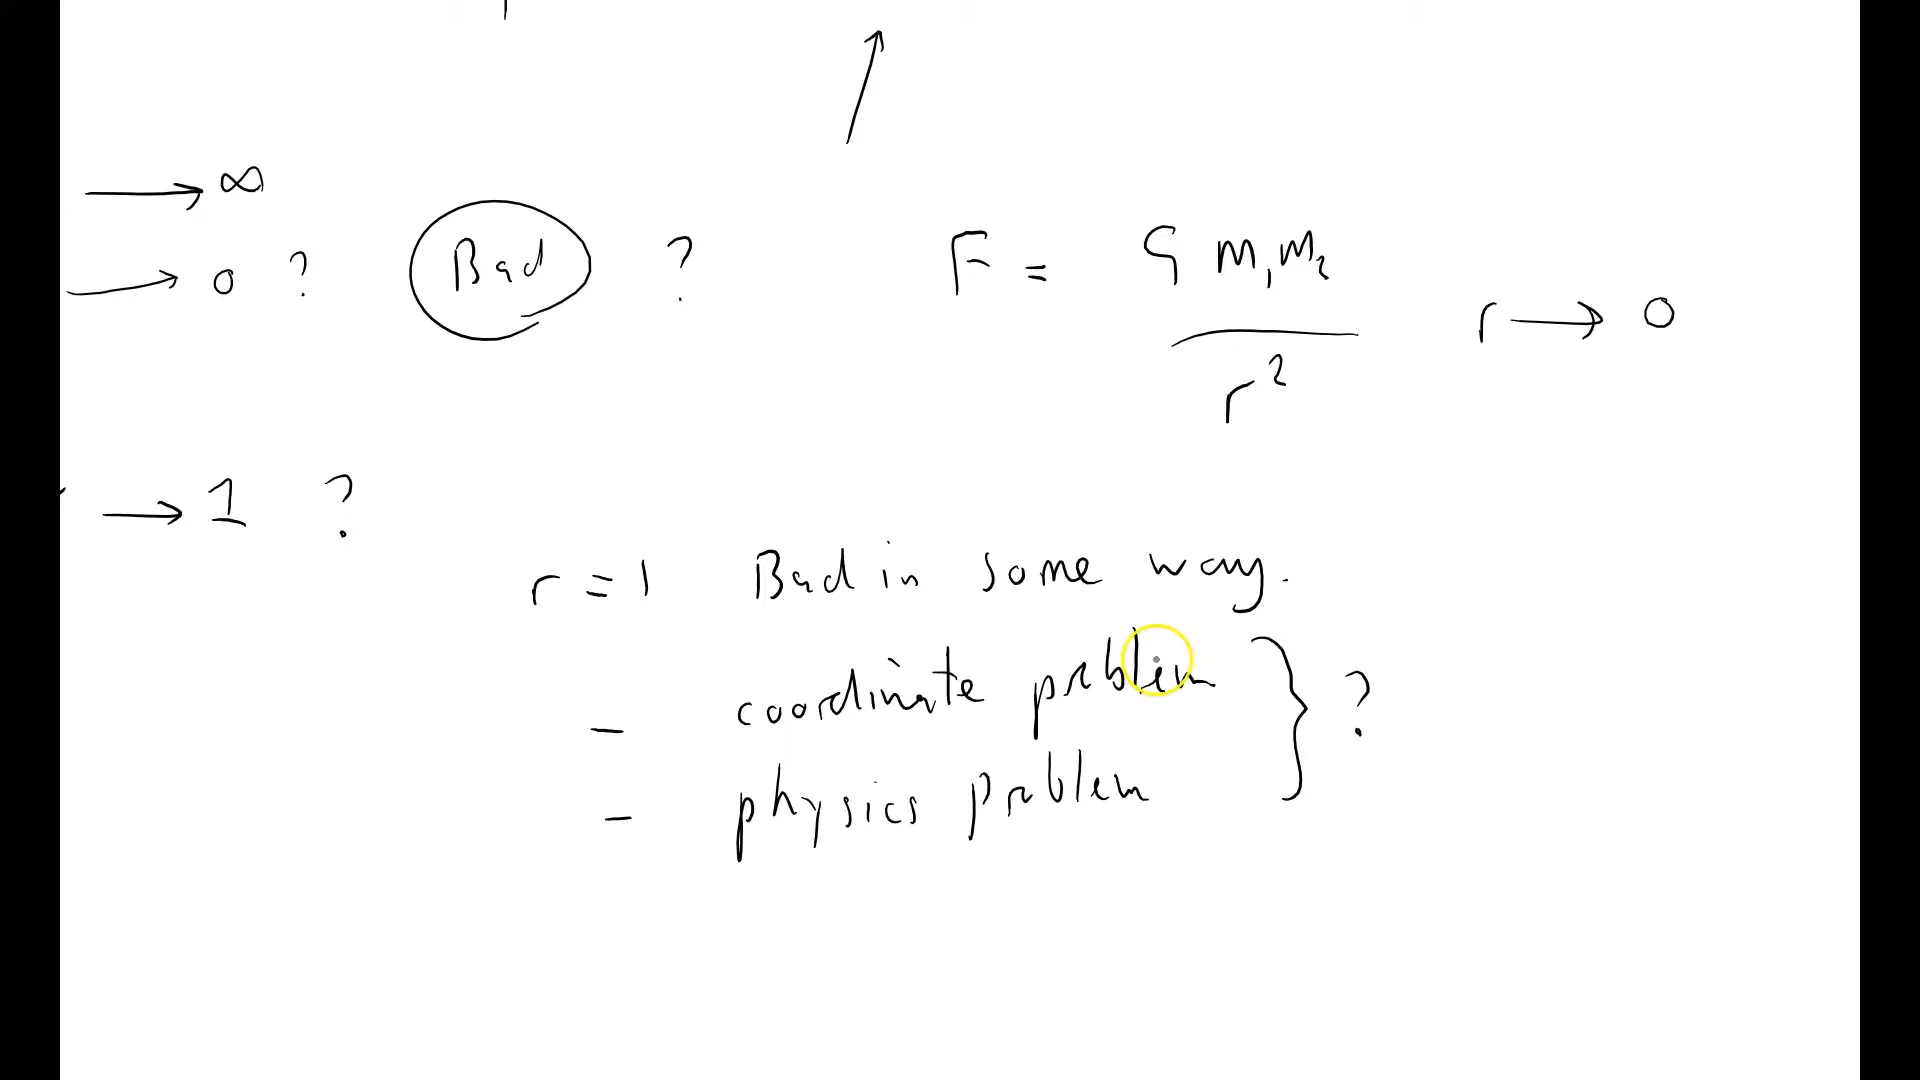 → ∞
→ 0 ? Bad ?
F = G m₁m₂
r²
r → 0
→ 1 ?
r = 1 Bad in some way.
- coordinate problem
- physics problem
} ?